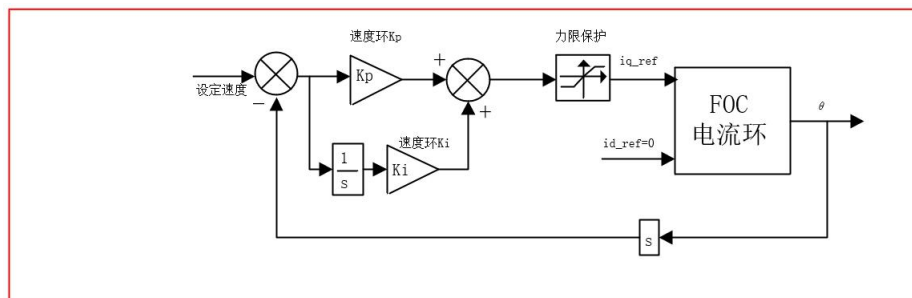 速度环Kp
力限保护
+
Kp
iq_ref
设定速度
−
+
FOC
电流环
θ
速度环Ki
1
s
Ki
id_ref=0
s